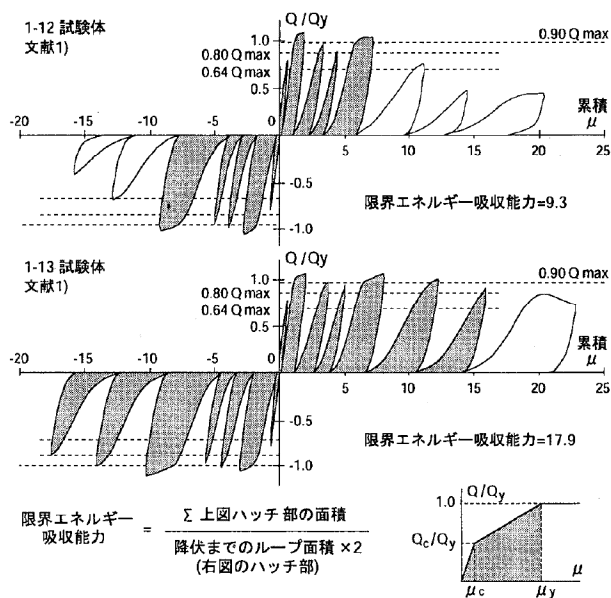 1-12 試験体
文献1)
Q /Qy
0.90 Q max
0.80 Q max
0.64 Q max
1.0
0.5
-20 -15 -10 -5 0 5 10 15 20 25
累積
μ
-0.5
-1.0
限界エネルギー吸収能力=9.3
1-13 試験体
文献1)
Q /Qy
0.90 Q max
0.80 Q max
0.64 Q max
1.0
0.5
-20 -15 -10 -5 0 5 10 15 20 25
累積
μ
-0.5
-1.0
限界エネルギー吸収能力=17.9
限界エネルギー
吸収能力
=
Σ 上図ハッチ部の面積
降伏までのループ面積 ×2
(右図のハッチ部)
Q/Qy
1.0
Qc/Qy
μc μy μ